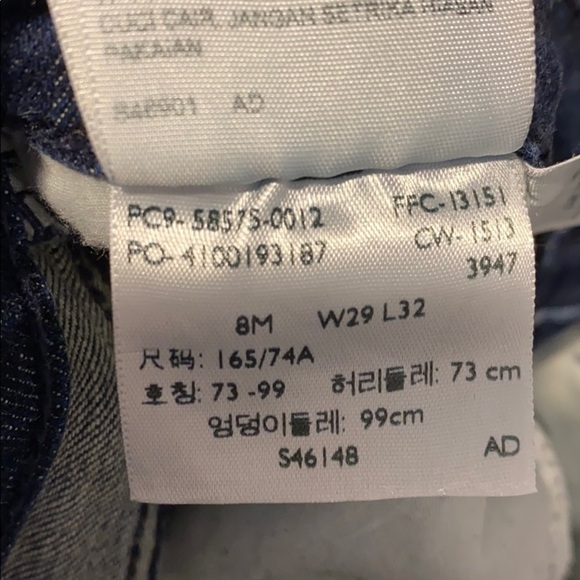 CUCI CAIR, JANGAN SETRIKA HIASAN
PAKAIAN
846901 AD
PC9-58575-0012 FFC-13151
PO-4100193187 CW-1513
3947
8M W29 L32
尺码: 165/74A
호칭: 73-99 허리둘레: 73 cm
엉덩이둘레: 99cm
S46148 AD